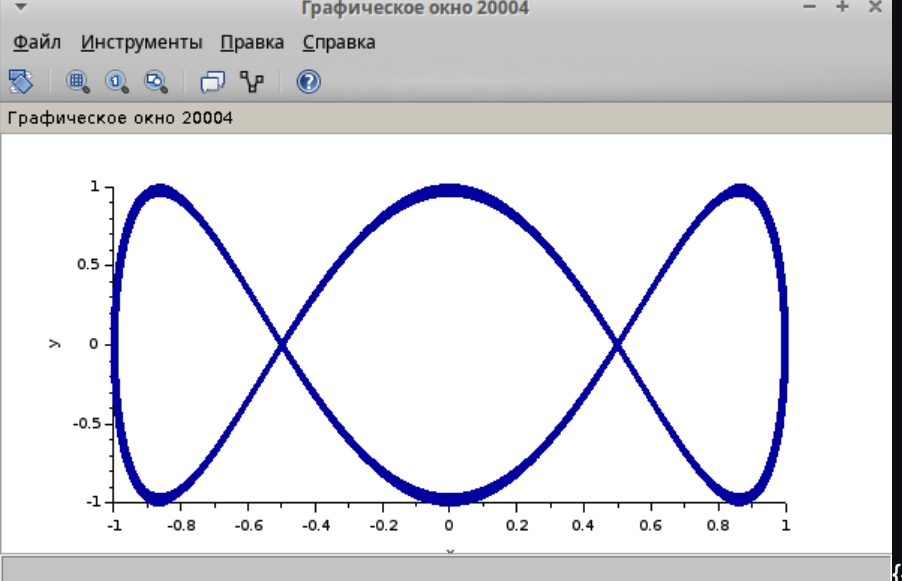 Графическое окно 20004
Файл Инструменты Правка Справка
Графическое окно 20004
1
0.5
0
-0.5
-1
y
-1 -0.8 -0.6 -0.4 -0.2 0 0.2 0.4 0.6 0.8 1
{